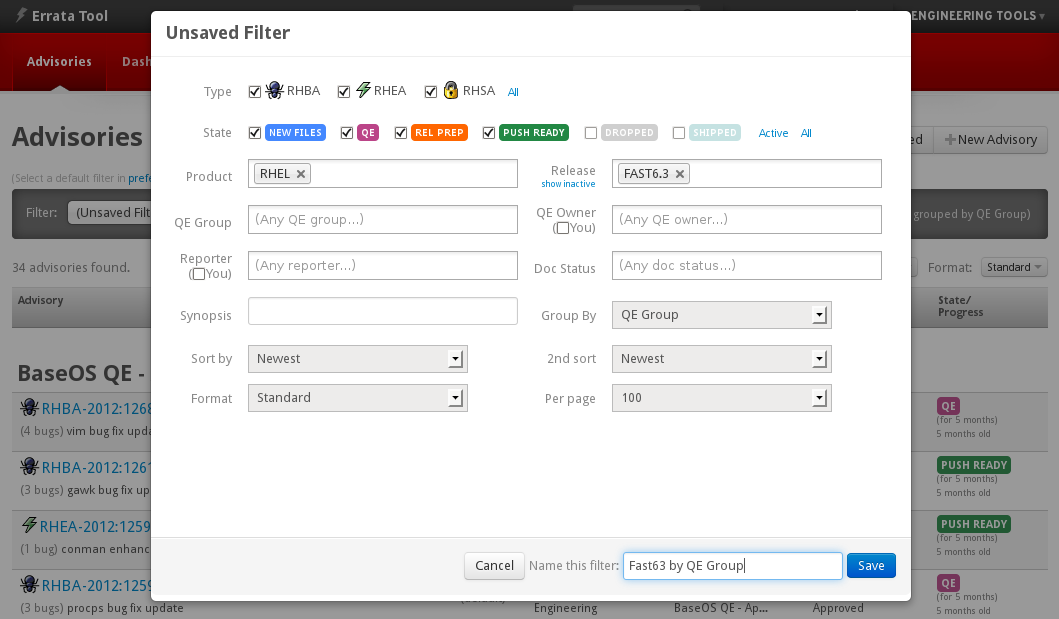 Errata Tool
ENGINEERING TOOLS
Unsaved Filter
Advisories
Dash
Type RHBA RHEA RHSA All
State NEW FILES QE REL PREP PUSH READY DROPPED SHIPPED Active All
Advisories
ed
+New Advisory
Product RHEL × Release FAST6.3 ×
show inactive
(Select a default filter in prefe
Filter: (Unsaved Filt
grouped by QE Group)
QE Group (Any QE group...) QE Owner (Any QE owner...)
(You)
Reporter (Any reporter...) Doc Status (Any doc status...)
(You)
34 advisories found.
Format: Standard
Advisory
State/
Progress
Synopsis Group By QE Group
Sort by Newest 2nd sort Newest
Format Standard Per page 100
BaseOS QE -
RHBA-2012:1268
(4 bugs) vim bug fix upda
QE
(for 5 months)
5 months old
RHBA-2012:1261
(3 bugs) gawk bug fix up
PUSH READY
(for 5 months)
5 months old
RHEA-2012:1259
(1 bug) conman enhanc
PUSH READY
(for 5 months)
5 months old
Cancel Name this filter: Fast63 by QE Group Save
RHBA-2012:1259
(3 bugs) procps bug fix update
Engineering
BaseOS QE - Ap...
Approved
QE
(for 5 months)
5 months old